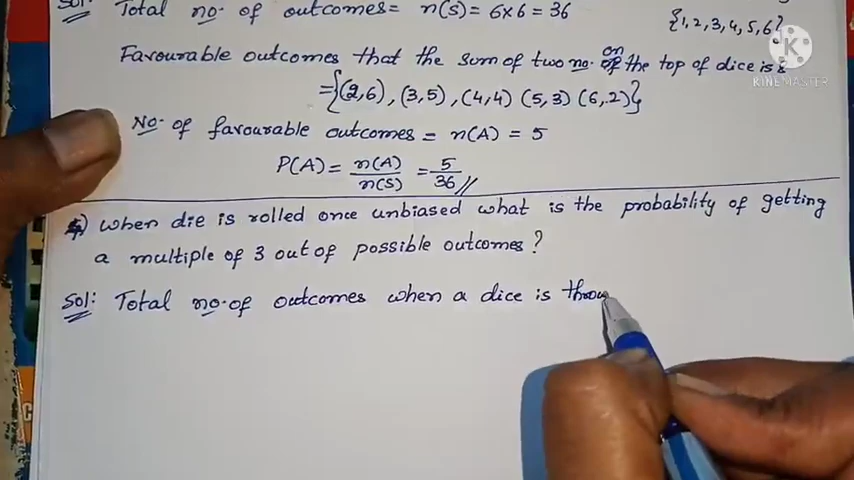 Sol: Total no. of outcomes = n(S) = 6x6 = 36
{1,2,3,4,5,6}
Favourable outcomes that the sum of two no. on the top of dice is 8
= {(2,6), (3,5), (4,4) (5,3) (6,2)}
No. of favourable outcomes = n(A) = 5
P(A) = n(A)/n(S) = 5/36 //
4) When die is rolled once unbiased what is the probability of getting
a multiple of 3 out of possible outcomes?
Sol: Total no. of outcomes when a dice is throw
K
KINEMASTER